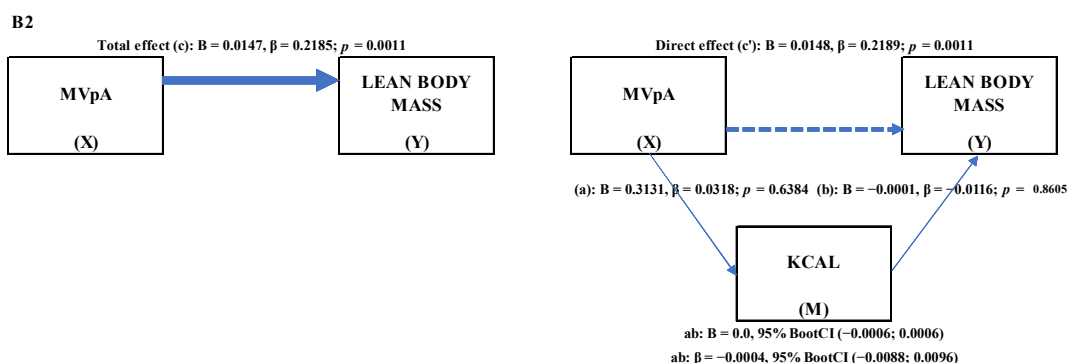 B2
Total effect (c): B = 0.0147, β = 0.2185; p = 0.0011
MVpA
(X)
LEAN BODY
MASS
(Y)
Direct effect (c'): B = 0.0148, β = 0.2189; p = 0.0011
MVpA
(X)
LEAN BODY
MASS
(Y)
(a): B = 0.3131, β = 0.0318; p = 0.6384 (b): B = −0.0001, β = −0.0116; p = 0.8605
KCAL
(M)
ab: B = 0.0, 95% BootCI (−0.0006; 0.0006)
ab: β = −0.0004, 95% BootCI (−0.0088; 0.0096)